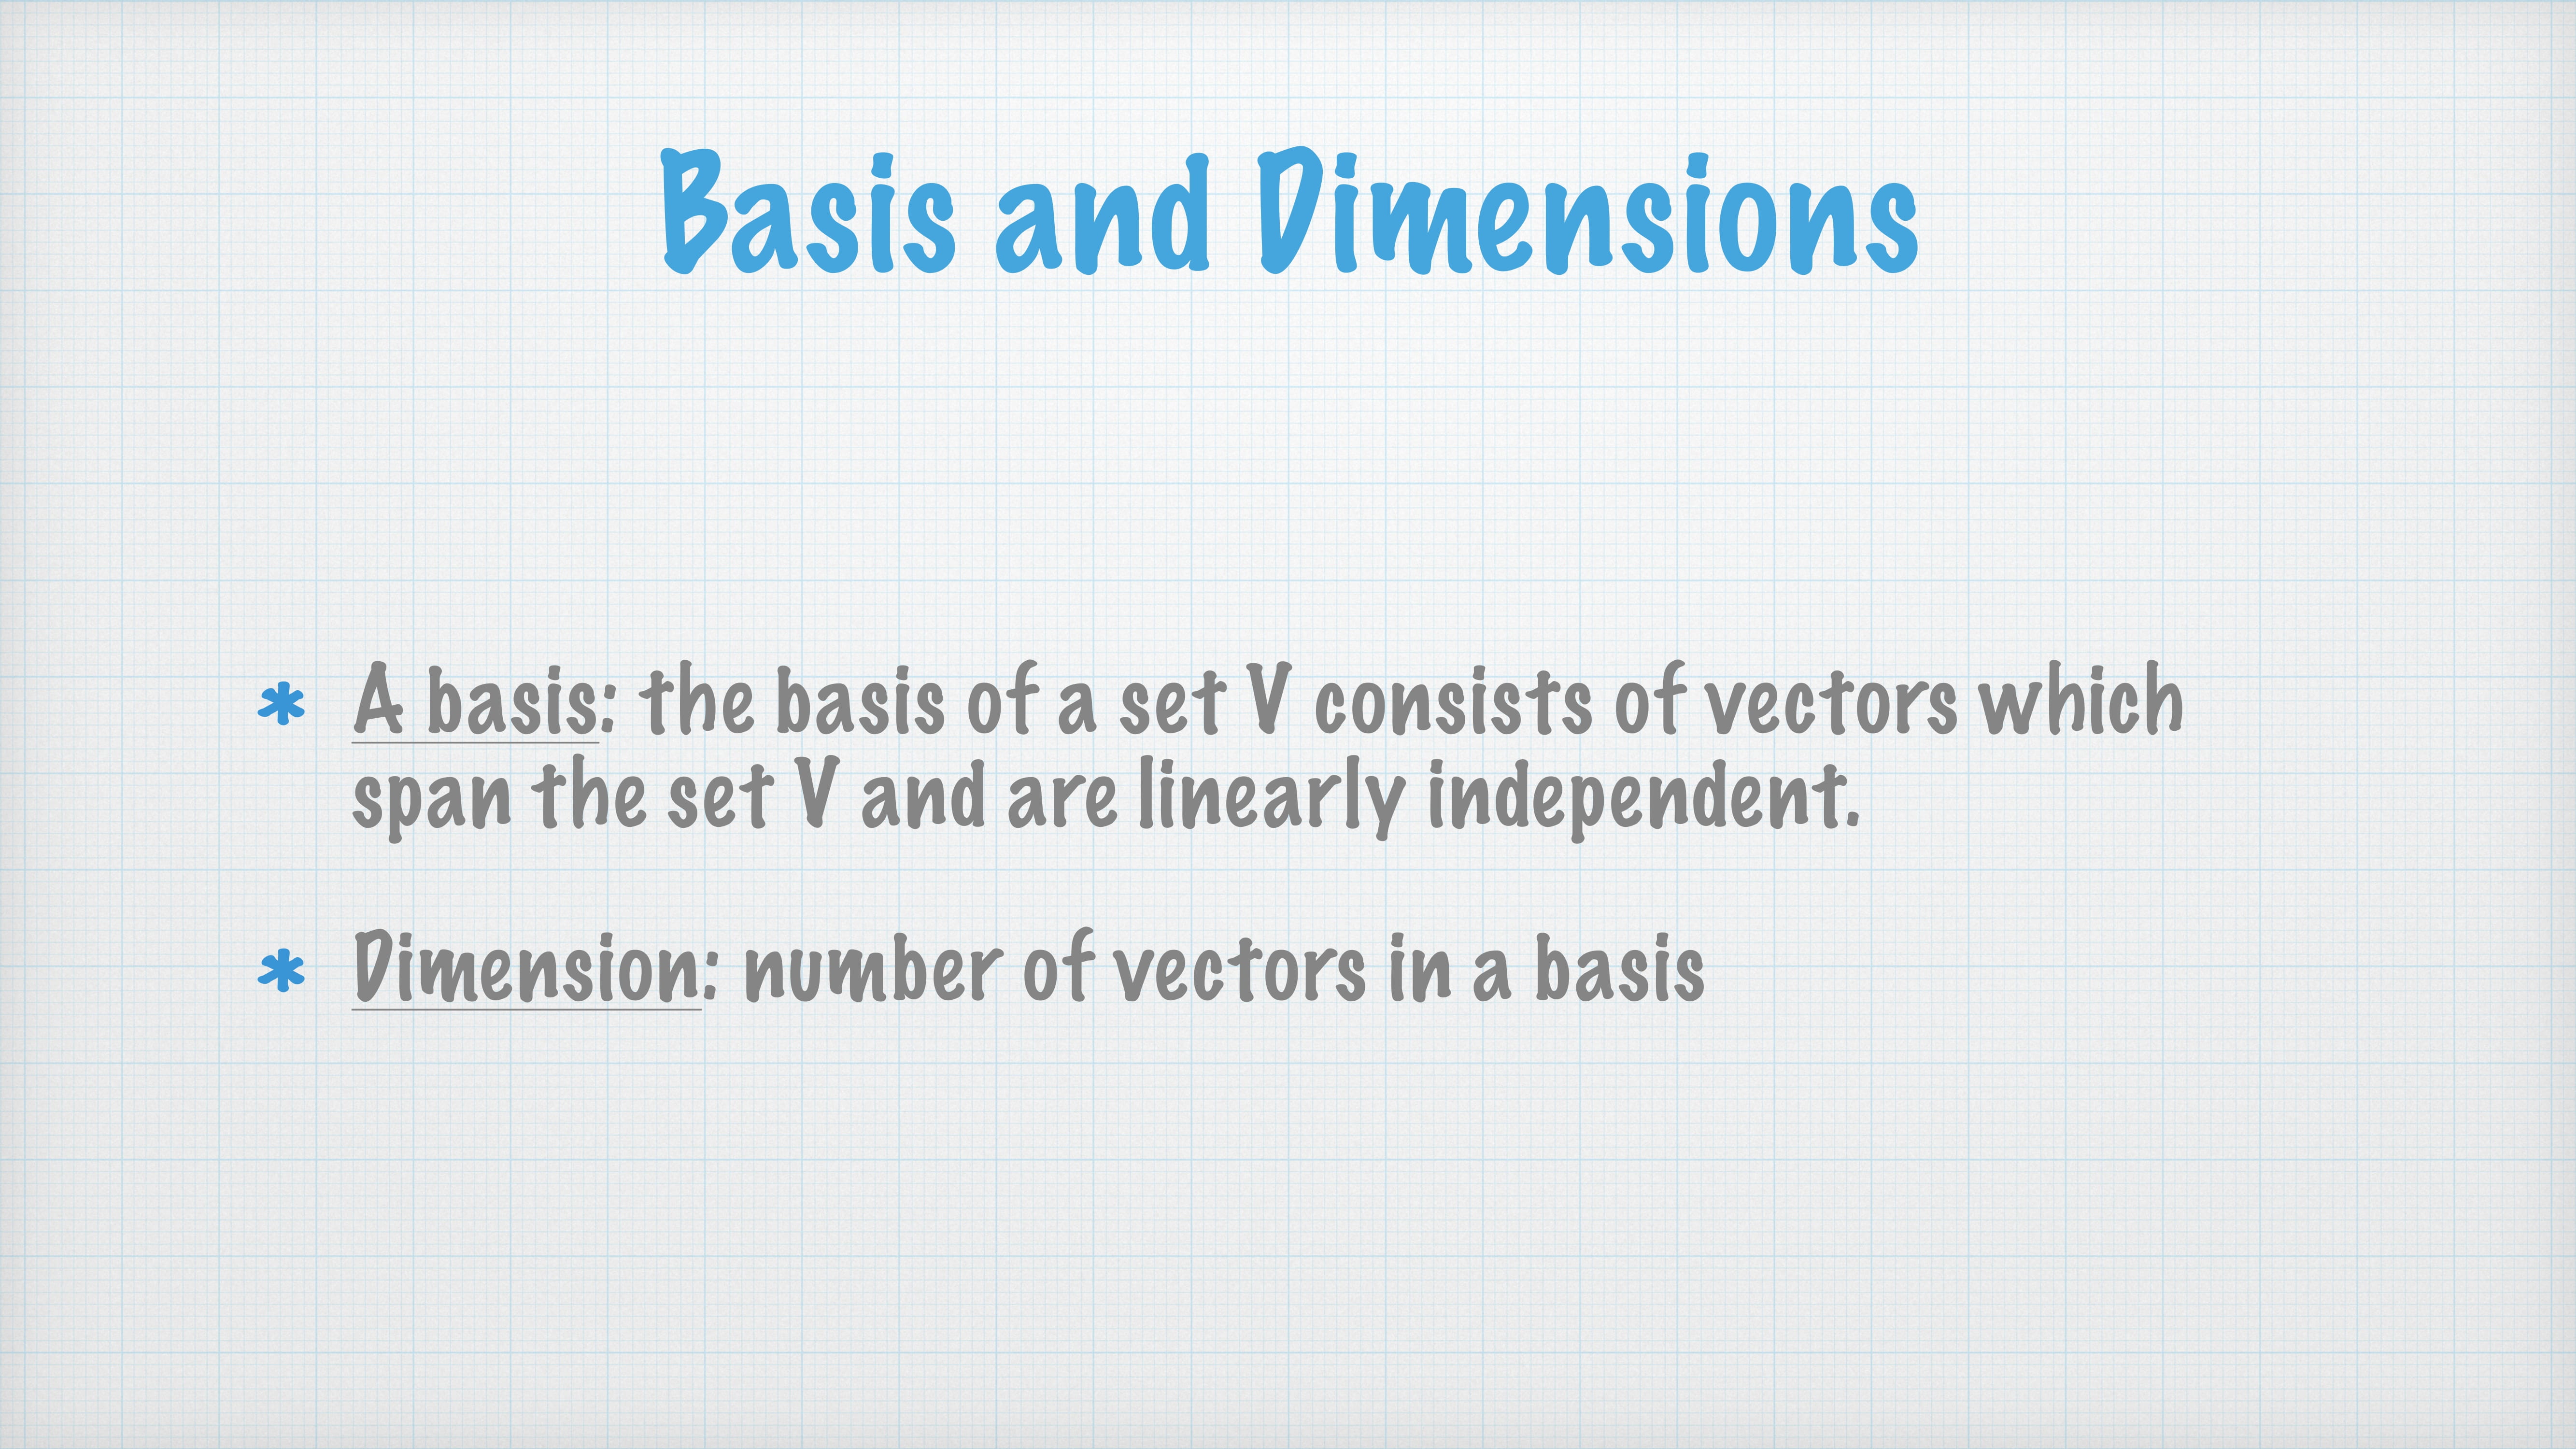 Basis and Dimensions
* A basis: the basis of a set V consists of vectors which
span the set V and are linearly independent.
* Dimension: number of vectors in a basis